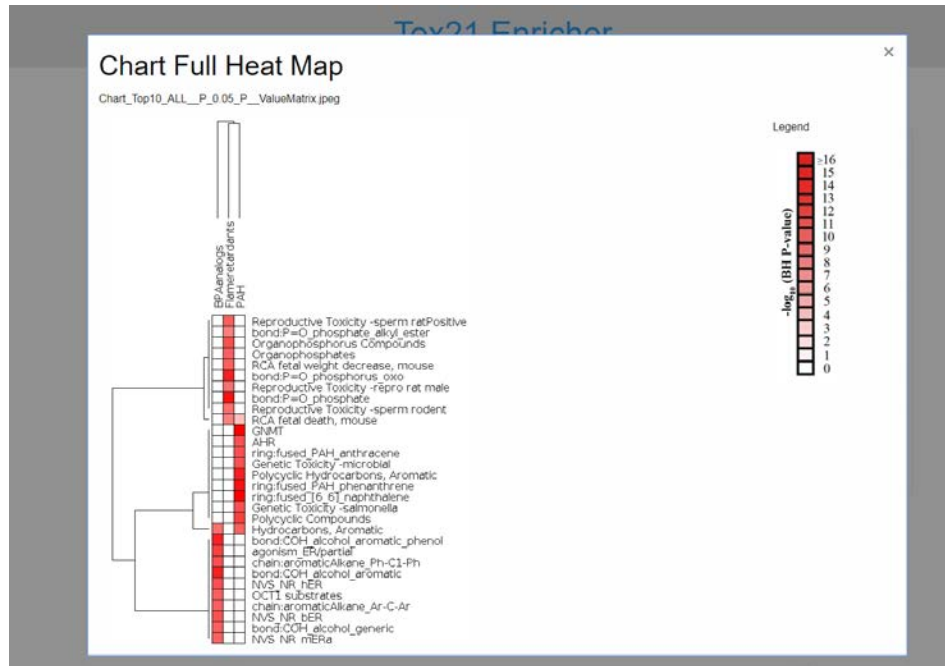 Tox21 Enricher
Chart Full Heat Map
×
Chart_Top10_ALL__P_0.05_P__ValueMatrix.jpeg
Legend
≥16
15
14
13
12
11
10
9
8
7
6
5
4
3
2
1
0
-log10 (BH P-value)
BPAanalogs
Flameretardants
PAH
Reproductive Toxicity -sperm ratPositive
bond:P=O_phosphate_alkyl_ester
Organophosphorus Compounds
Organophosphates
RCA fetal weight decrease, mouse
bond:P=O_phosphorus_oxo
Reproductive Toxicity -repro rat male
bond:P=O_phosphate
Reproductive Toxicity -sperm rodent
RCA fetal death, mouse
GNMT
AHR
ring:fused_PAH_anthracene
Genetic Toxicity -microbial
Polycyclic Hydrocarbons, Aromatic
ring:fused_PAH_phenanthrene
ring:fused_[6_6]_naphthalene
Genetic Toxicity -salmonella
Polycyclic Compounds
Hydrocarbons, Aromatic
bond:COH_alcohol_aromatic_phenol
agonism_ER/partial
chain:aromaticAlkane_Ph-C1-Ph
bond:COH_alcohol_aromatic
NVS_NR_hER
OCT1 substrates
chain:aromaticAlkane_Ar-C-Ar
NVS_NR_bER
bond:COH_alcohol_generic
NVS_NR_mERa